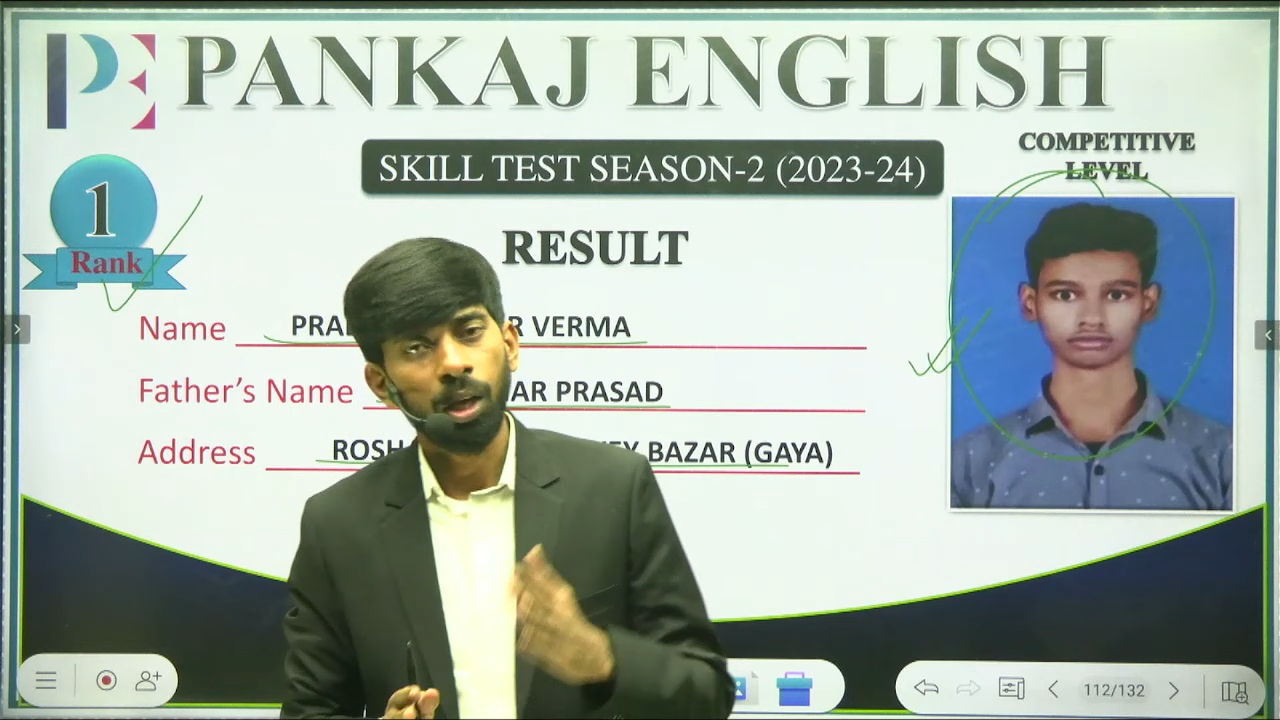 PE PANKAJ ENGLISH
SKILL TEST SEASON-2 (2023-24)
COMPETITIVE
LEVEL
1
Rank
RESULT
Name VERMA
Father's Name PRASAD
Address BAZAR (GAYA)
112/132